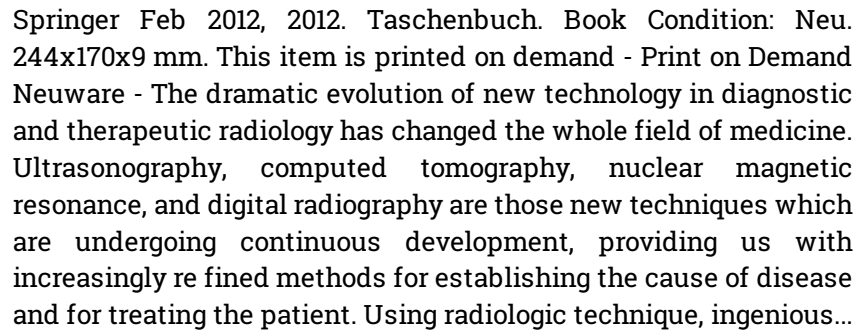 Springer Feb 2012, 2012. Taschenbuch. Book Condition: Neu.
244x170x9 mm. This item is printed on demand - Print on Demand
Neuware - The dramatic evolution of new technology in diagnostic
and therapeutic radiology has changed the whole field of medicine.
Ultrasonography, computed tomography, nuclear magnetic
resonance, and digital radiography are those new techniques which
are undergoing continuous development, providing us with
increasingly re fined methods for establishing the cause of disease
and for treating the patient. Using radiologic technique, ingenious...